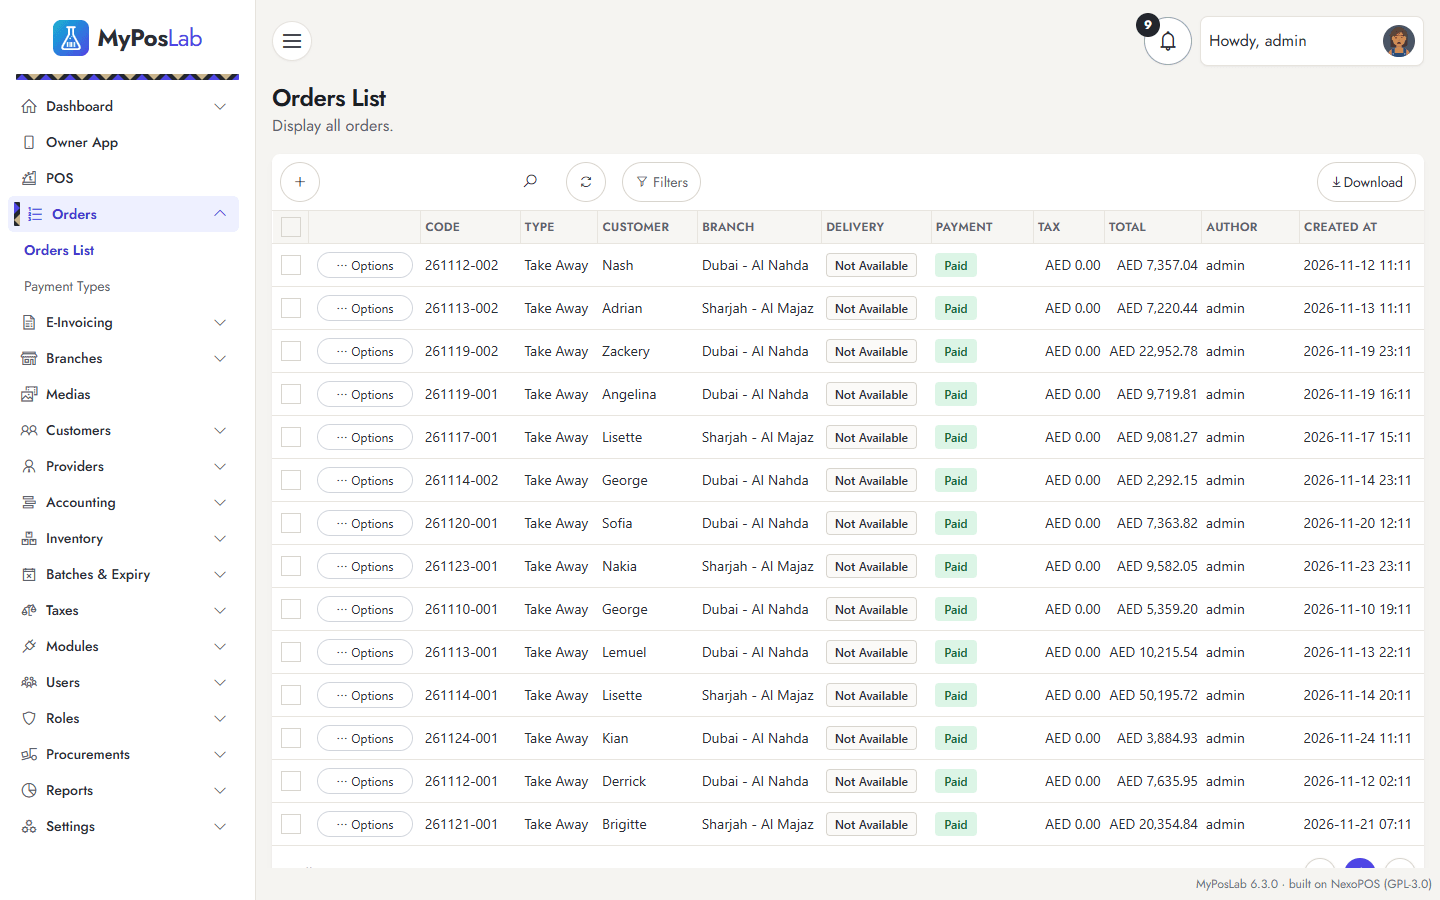 MyPosLab
9
Howdy, admin
Dashboard
Owner App
POS
Orders
Orders List
Payment Types
E-Invoicing
Branches
Medias
Customers
Providers
Accounting
Inventory
Batches & Expiry
Taxes
Modules
Users
Roles
Procurements
Reports
Settings
Orders List
Display all orders.
Filters
Download
CODE TYPE CUSTOMER BRANCH DELIVERY PAYMENT TAX TOTAL AUTHOR CREATED AT
Options 261112-002 Take Away Nash Dubai - Al Nahda Not Available Paid AED 0.00 AED 7,357.04 admin 2026-11-12 11:11
Options 261113-002 Take Away Adrian Sharjah - Al Majaz Not Available Paid AED 0.00 AED 7,220.44 admin 2026-11-13 11:11
Options 261119-002 Take Away Zackery Dubai - Al Nahda Not Available Paid AED 0.00 AED 22,952.78 admin 2026-11-19 23:11
Options 261119-001 Take Away Angelina Dubai - Al Nahda Not Available Paid AED 0.00 AED 9,719.81 admin 2026-11-19 16:11
Options 261117-001 Take Away Lisette Sharjah - Al Majaz Not Available Paid AED 0.00 AED 9,081.27 admin 2026-11-17 15:11
Options 261114-002 Take Away George Dubai - Al Nahda Not Available Paid AED 0.00 AED 2,292.15 admin 2026-11-14 23:11
Options 261120-001 Take Away Sofia Dubai - Al Nahda Not Available Paid AED 0.00 AED 7,363.82 admin 2026-11-20 12:11
Options 261123-001 Take Away Nakia Sharjah - Al Majaz Not Available Paid AED 0.00 AED 9,582.05 admin 2026-11-23 23:11
Options 261110-001 Take Away George Dubai - Al Nahda Not Available Paid AED 0.00 AED 5,359.20 admin 2026-11-10 19:11
Options 261113-001 Take Away Lemuel Dubai - Al Nahda Not Available Paid AED 0.00 AED 10,215.54 admin 2026-11-13 22:11
Options 261114-001 Take Away Lisette Sharjah - Al Majaz Not Available Paid AED 0.00 AED 50,195.72 admin 2026-11-14 20:11
Options 261124-001 Take Away Kian Dubai - Al Nahda Not Available Paid AED 0.00 AED 3,884.93 admin 2026-11-24 11:11
Options 261112-001 Take Away Derrick Dubai - Al Nahda Not Available Paid AED 0.00 AED 7,635.95 admin 2026-11-12 02:11
Options 261121-001 Take Away Brigitte Sharjah - Al Majaz Not Available Paid AED 0.00 AED 20,354.84 admin 2026-11-21 07:11
MyPosLab 6.3.0 · built on NexoPOS (GPL-3.0)